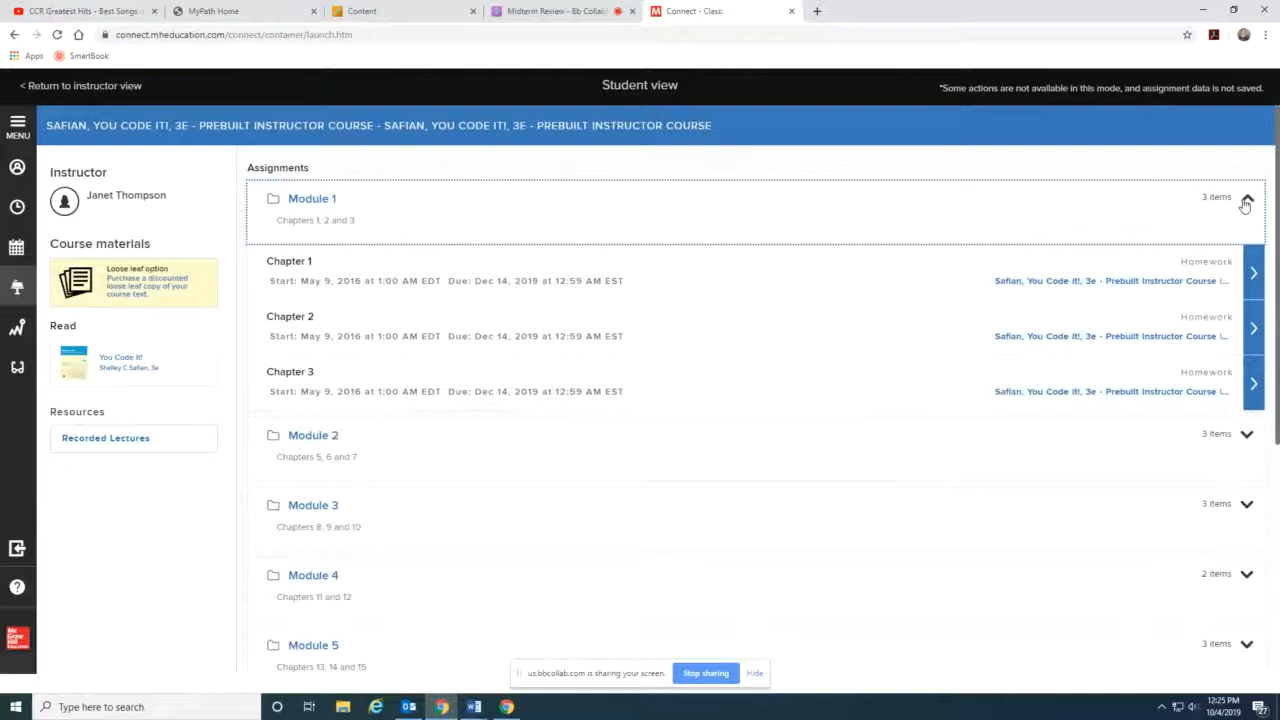 CCR Greatest Hits - Best Songs o
MyPath Home
Content
Midterm Review - Bb Collab
Connect - Class:
connect.mheducation.com/connect/container/launch.htm
Apps
SmartBook
< Return to instructor view
Student view
*Some actions are not available in this mode, and assignment data is not saved.
MENU
SAFIAN, YOU CODE IT!, 3E - PREBUILT INSTRUCTOR COURSE - SAFIAN, YOU CODE IT!, 3E - PREBUILT INSTRUCTOR COURSE
Instructor
Janet Thompson
Course materials
Loose leaf option
Purchase a discounted
loose leaf copy of your
course text.
Read
You Code It!
Shelley C Safian, 3e
Resources
Recorded Lectures
Assignments
Module 1
3 items
Chapters 1, 2 and 3
Chapter 1
Homework
Start: May 9, 2016 at 1:00 AM EDT Due: Dec 14, 2019 at 12:59 AM EST
Safian, You Code It!, 3e - Prebuilt Instructor Course I...
Chapter 2
Homework
Start: May 9, 2016 at 1:00 AM EDT Due: Dec 14, 2019 at 12:59 AM EST
Safian, You Code It!, 3e - Prebuilt Instructor Course I...
Chapter 3
Homework
Start: May 9, 2016 at 1:00 AM EDT Due: Dec 14, 2019 at 12:59 AM EST
Safian, You Code It!, 3e - Prebuilt Instructor Course I...
Module 2
3 items
Chapters 5, 6 and 7
Module 3
3 items
Chapters 8, 9 and 10
Module 4
2 items
Chapters 11 and 12
Module 5
3 items
Chapters 13, 14 and 15
Mc
Graw
Hill
Education
us.bbcollab.com is sharing your screen.
Stop sharing
Hide
Type here to search
12:25 PM
10/4/2019
27